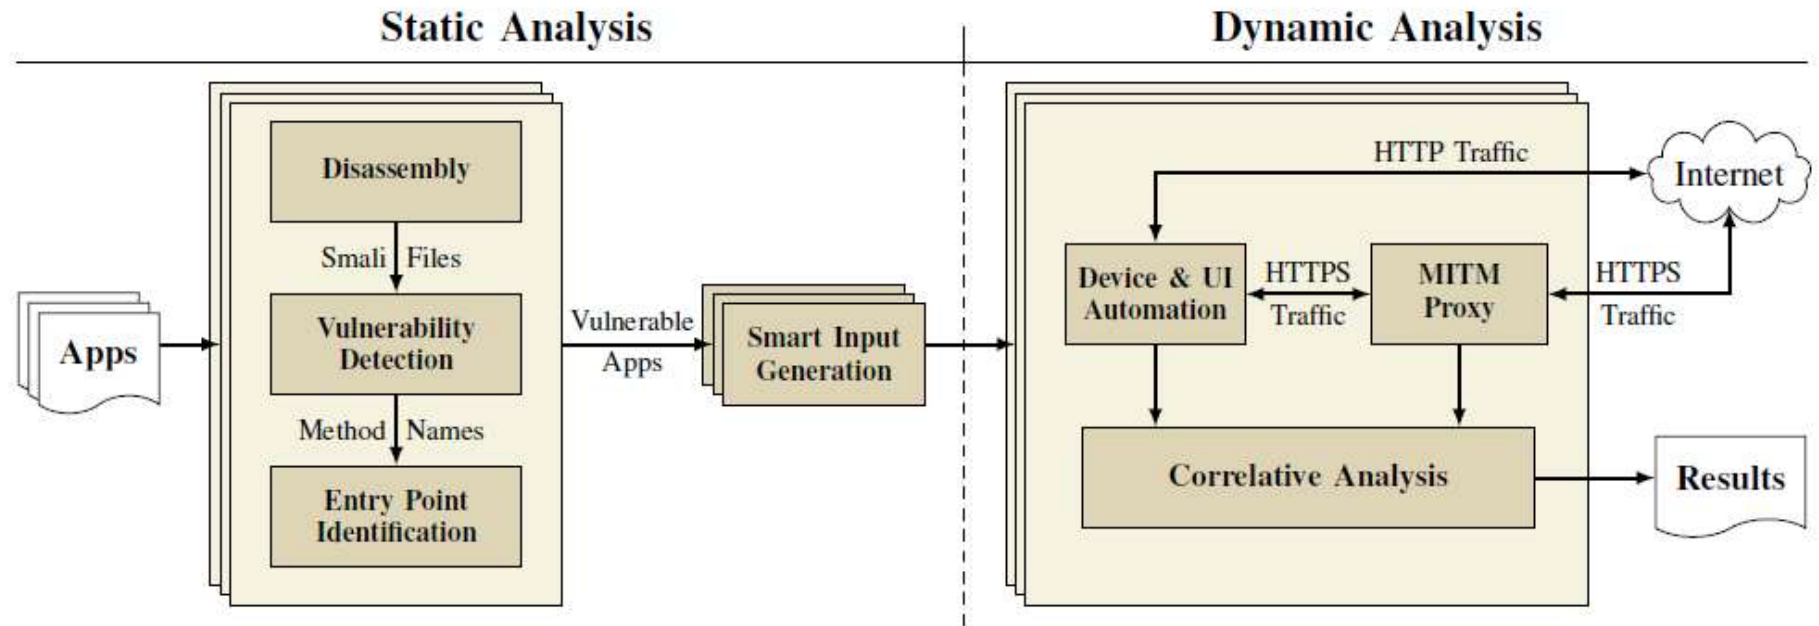 Static Analysis
Dynamic Analysis
Apps
Disassembly
Smali Files
Vulnerability
Detection
Method Names
Entry Point
Identification
Vulnerable
Apps
Smart Input
Generation
HTTP Traffic
Internet
Device & UI
Automation
HTTPS
Traffic
MITM
Proxy
HTTPS
Traffic
Correlative Analysis
Results